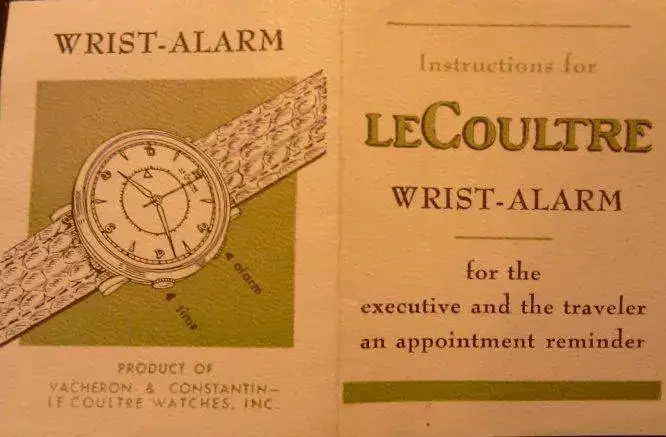 WRIST-ALARM
alarm
time
PRODUCT OF
VACHERON & CONSTANTIN—
LE COULTRE WATCHES, INC.
Instructions for
LECOULTRE
WRIST-ALARM
for the
executive and the traveler
an appointment reminder